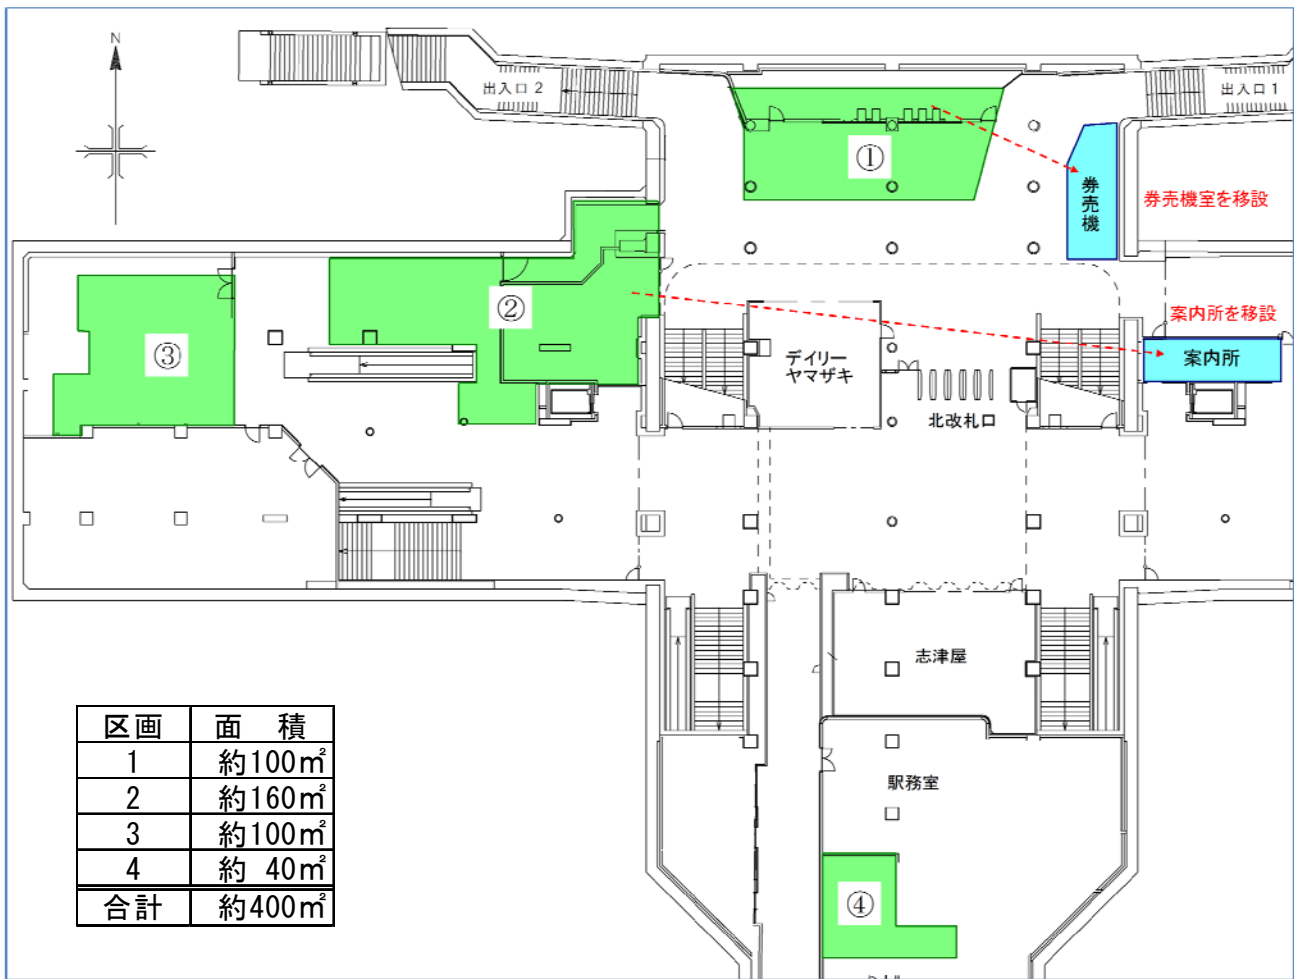 N
出入口2
出入口1
①
券売機
券売機室を移設
②
案内所を移設
③
デイリー
ヤマザキ
案内所
北改札口
志津屋
駅務室
④
区画 面 積
1 約100㎡
2 約160㎡
3 約100㎡
4 約 40㎡
合計 約400㎡